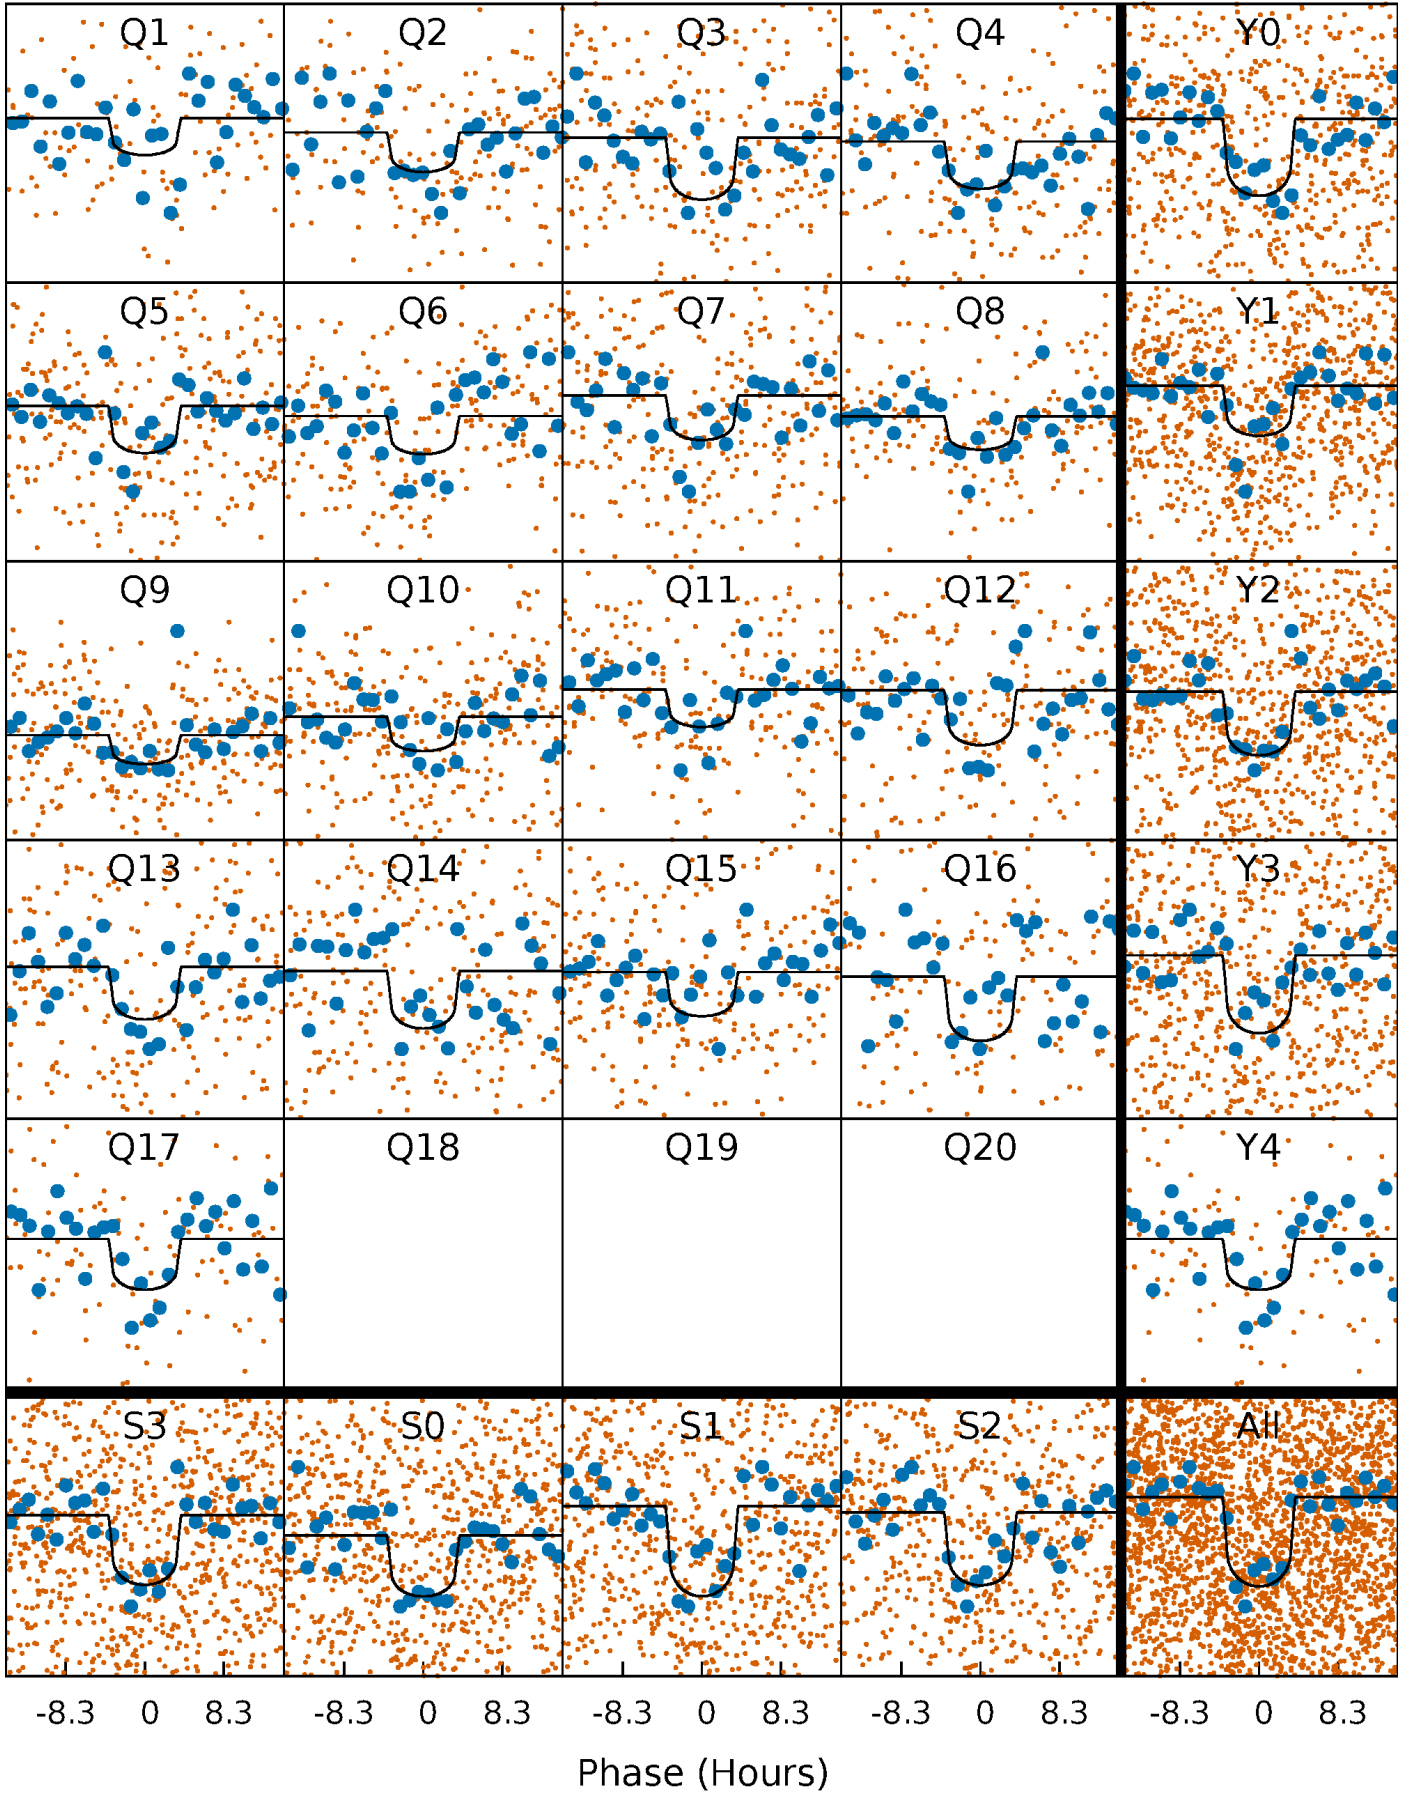 Q1 Q2 Q3 Q4 Y0
Q5 Q6 Q7 Q8 Y1
Q9 Q10 Q11 Q12 Y2
Q13 Q14 Q15 Q16 Y3
Q17 Q18 Q19 Q20 Y4
S3 S0 S1 S2 All
-8.3 0 8.3 -8.3 0 8.3 -8.3 0 8.3 -8.3 0 8.3 -8.3 0 8.3
Phase (Hours)